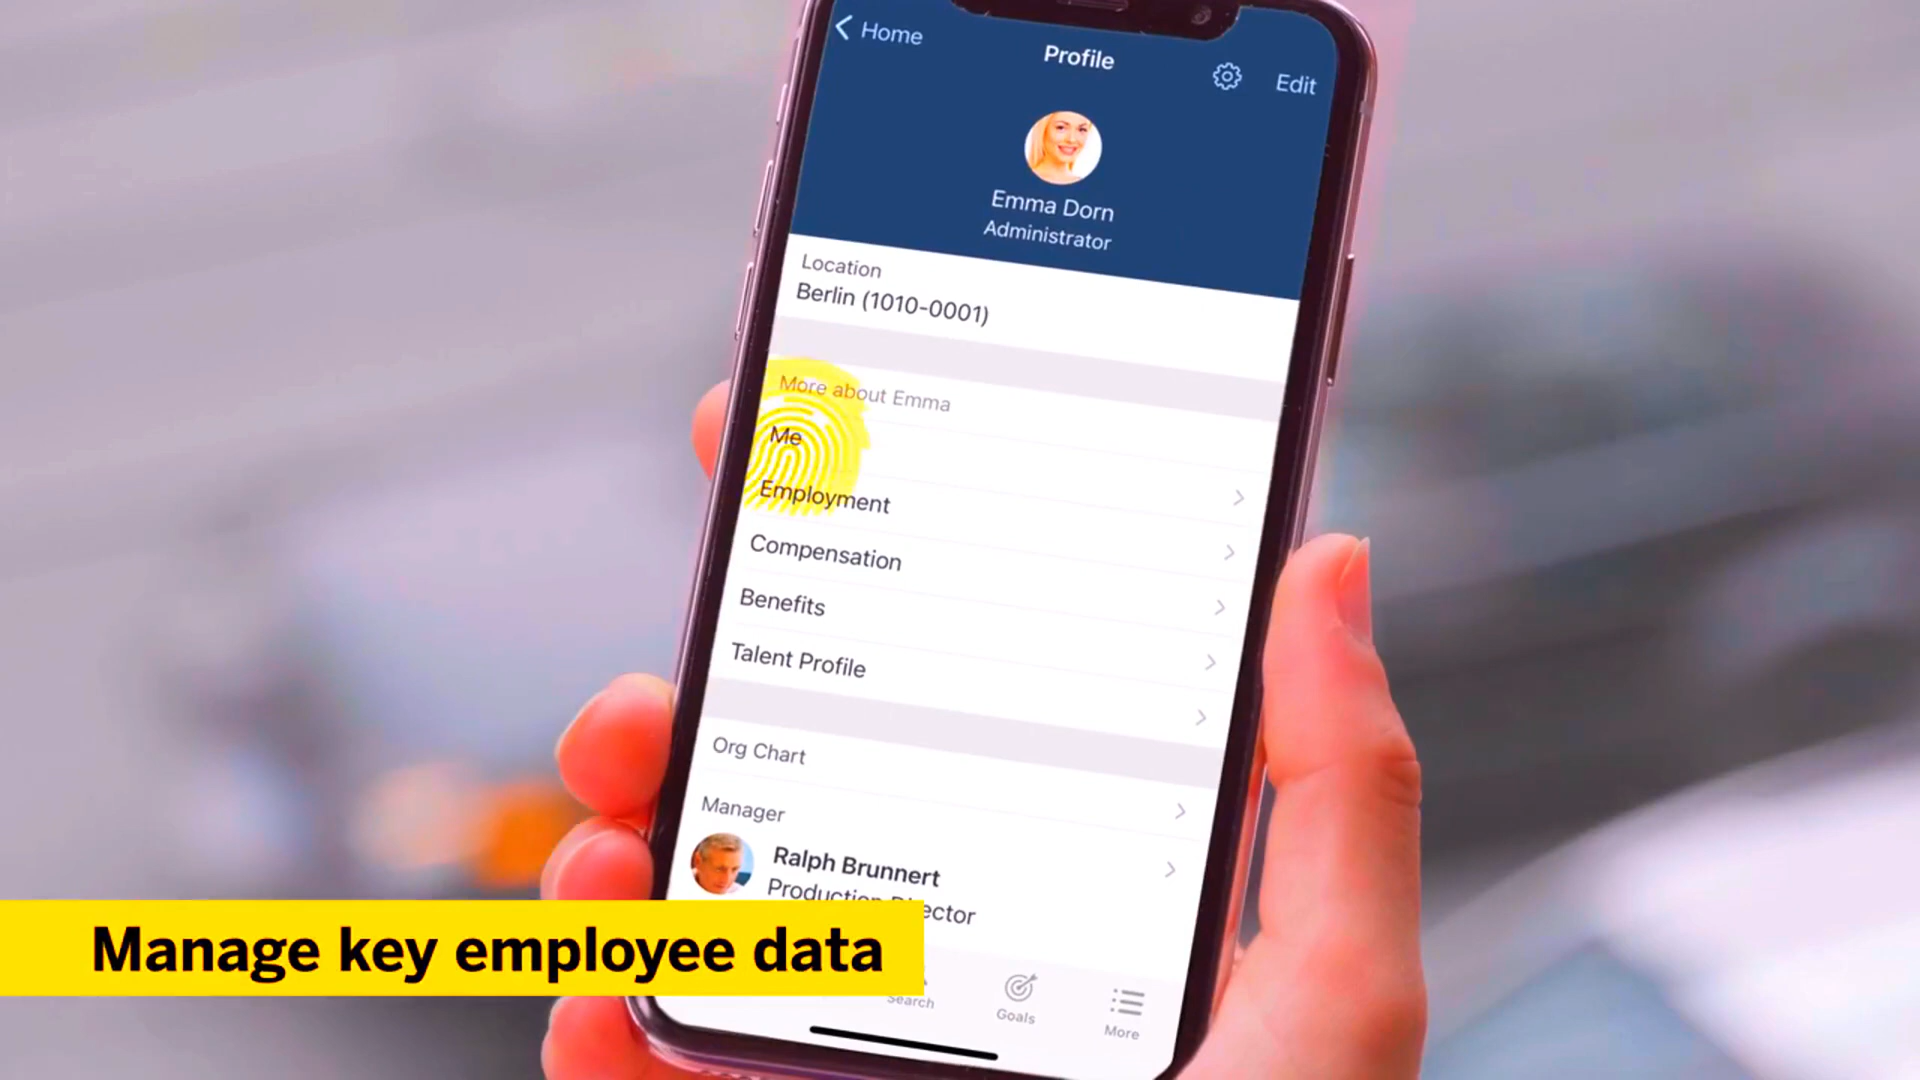 Home
Profile
Edit
Emma Dorn
Administrator
Location
Berlin (1010-0001)
More about Emma
Me
Employment
Compensation
Benefits
Talent Profile
Org Chart
Manager
Ralph Brunnert
Production Director
Manage key employee data
Search
Goals
More